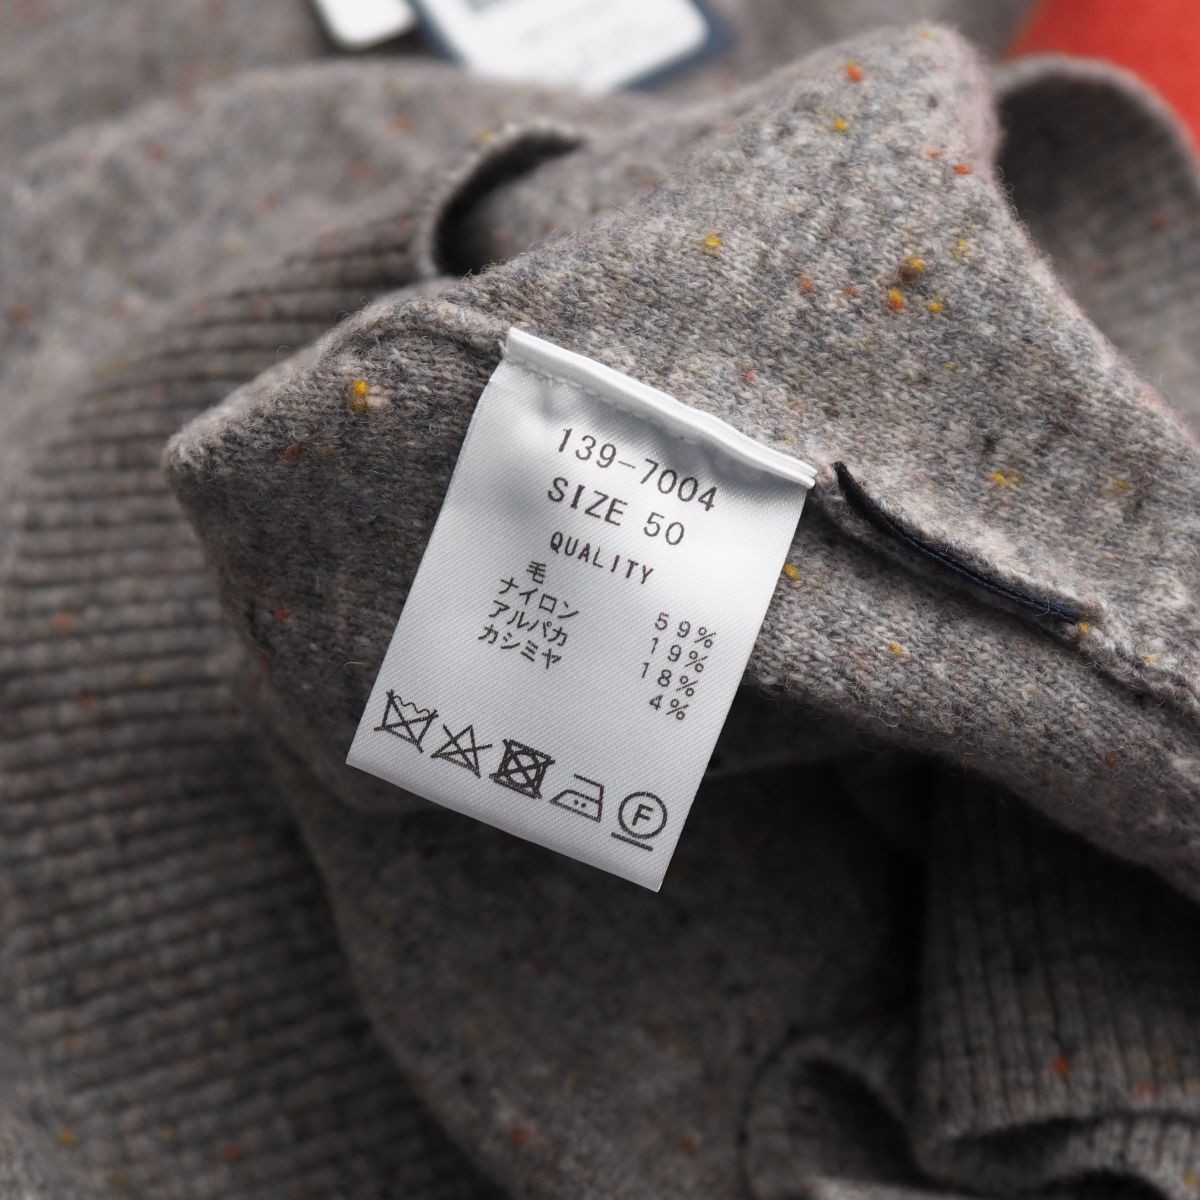 139-7004
SIZE 50
QUALITY
毛 59%
ナイロン 19%
アルパカ 18%
カシミヤ 4%
F